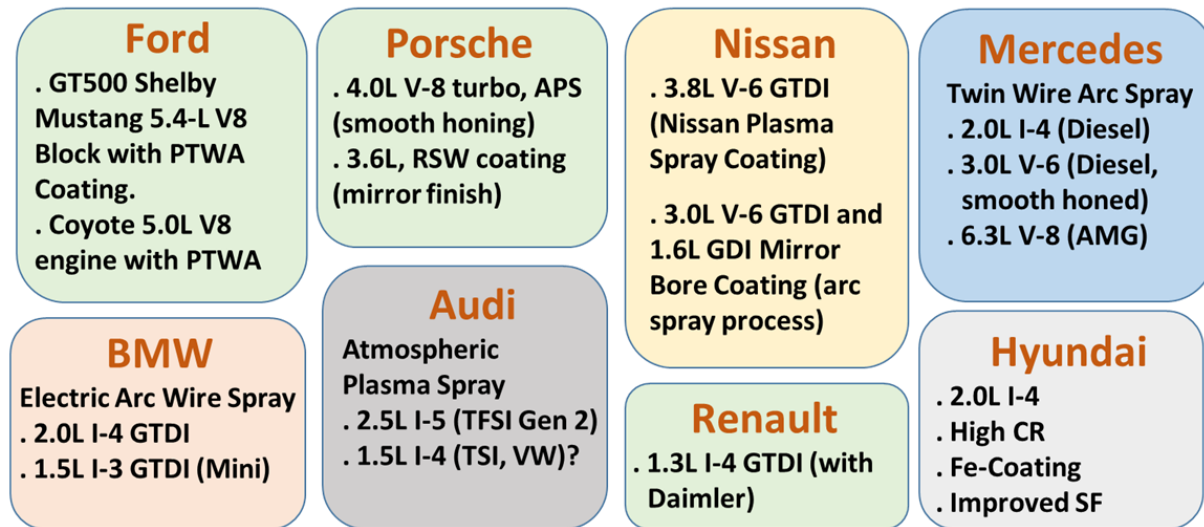 Ford
. GT500 Shelby
Mustang 5.4-L V8
Block with PTWA
Coating.
. Coyote 5.0L V8
engine with PTWA
Porsche
. 4.0L V-8 turbo, APS
(smooth honing)
. 3.6L, RSW coating
(mirror finish)
Nissan
. 3.8L V-6 GTDI
(Nissan Plasma
Spray Coating)
. 3.0L V-6 GTDI and
1.6L GDI Mirror
Bore Coating (arc
spray process)
Mercedes
Twin Wire Arc Spray
. 2.0L I-4 (Diesel)
. 3.0L V-6 (Diesel,
smooth honed)
. 6.3L V-8 (AMG)
BMW
Electric Arc Wire Spray
. 2.0L I-4 GTDI
. 1.5L I-3 GTDI (Mini)
Audi
Atmospheric
Plasma Spray
. 2.5L I-5 (TFSI Gen 2)
. 1.5L I-4 (TSI, VW)?
Renault
. 1.3L I-4 GTDI (with
Daimler)
Hyundai
. 2.0L I-4
. High CR
. Fe-Coating
. Improved SF